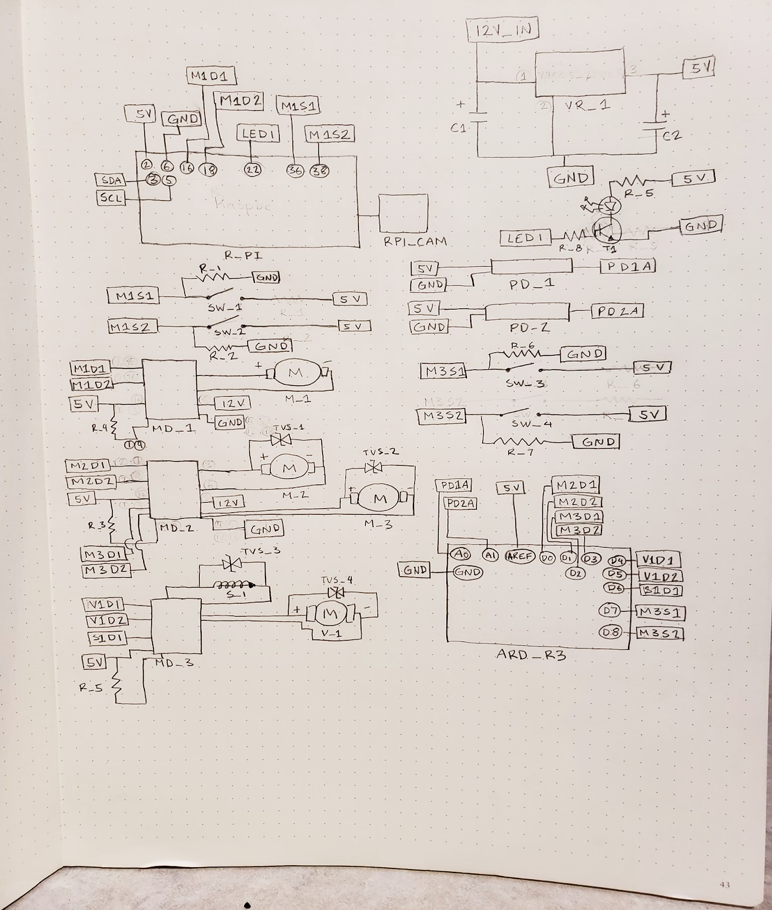 12V_IN
1
3
5V
2
VR_1
+
C1
+
C2
GND
M1D1
M1D2
5V
GND
LED1
M1S1
M1S2
2
6
16
18
22
36
38
SDA
3
5
SCL
R_PI
RPI_CAM
R_5
5V
LED1
R_8
T1
GND
R_1
GND
M1S1
SW_1
5V
M1S2
SW_2
5V
R_2
GND
5V
GND
PD_1
PD1A
5V
GND
PD_2
PD2A
R_6
GND
M3S1
SW_3
5V
M3S2
SW_4
5V
R_7
GND
M1D1
M1D2
5V
R_4
MD_1
12V
GND
+
M
-
M_1
M2D1
M2D2
5V
R_3
M3D1
M3D2
MD_2
12V
GND
TVS_1
+
M
-
M_2
TVS_2
+
M
-
M_3
V1D1
V1D2
S1D1
5V
R_5
MD_3
TVS_3
S_1
TVS_4
+
M
-
V_1
PD1A
PD2A
5V
M2D1
M2D2
M3D1
M3D2
A0
A1
AREF
D0
D1
D2
D3
GND
GND
D4
V1D1
D5
V1D2
D6
S1D1
D7
M3S1
D8
M3S2
ARD_R3
43